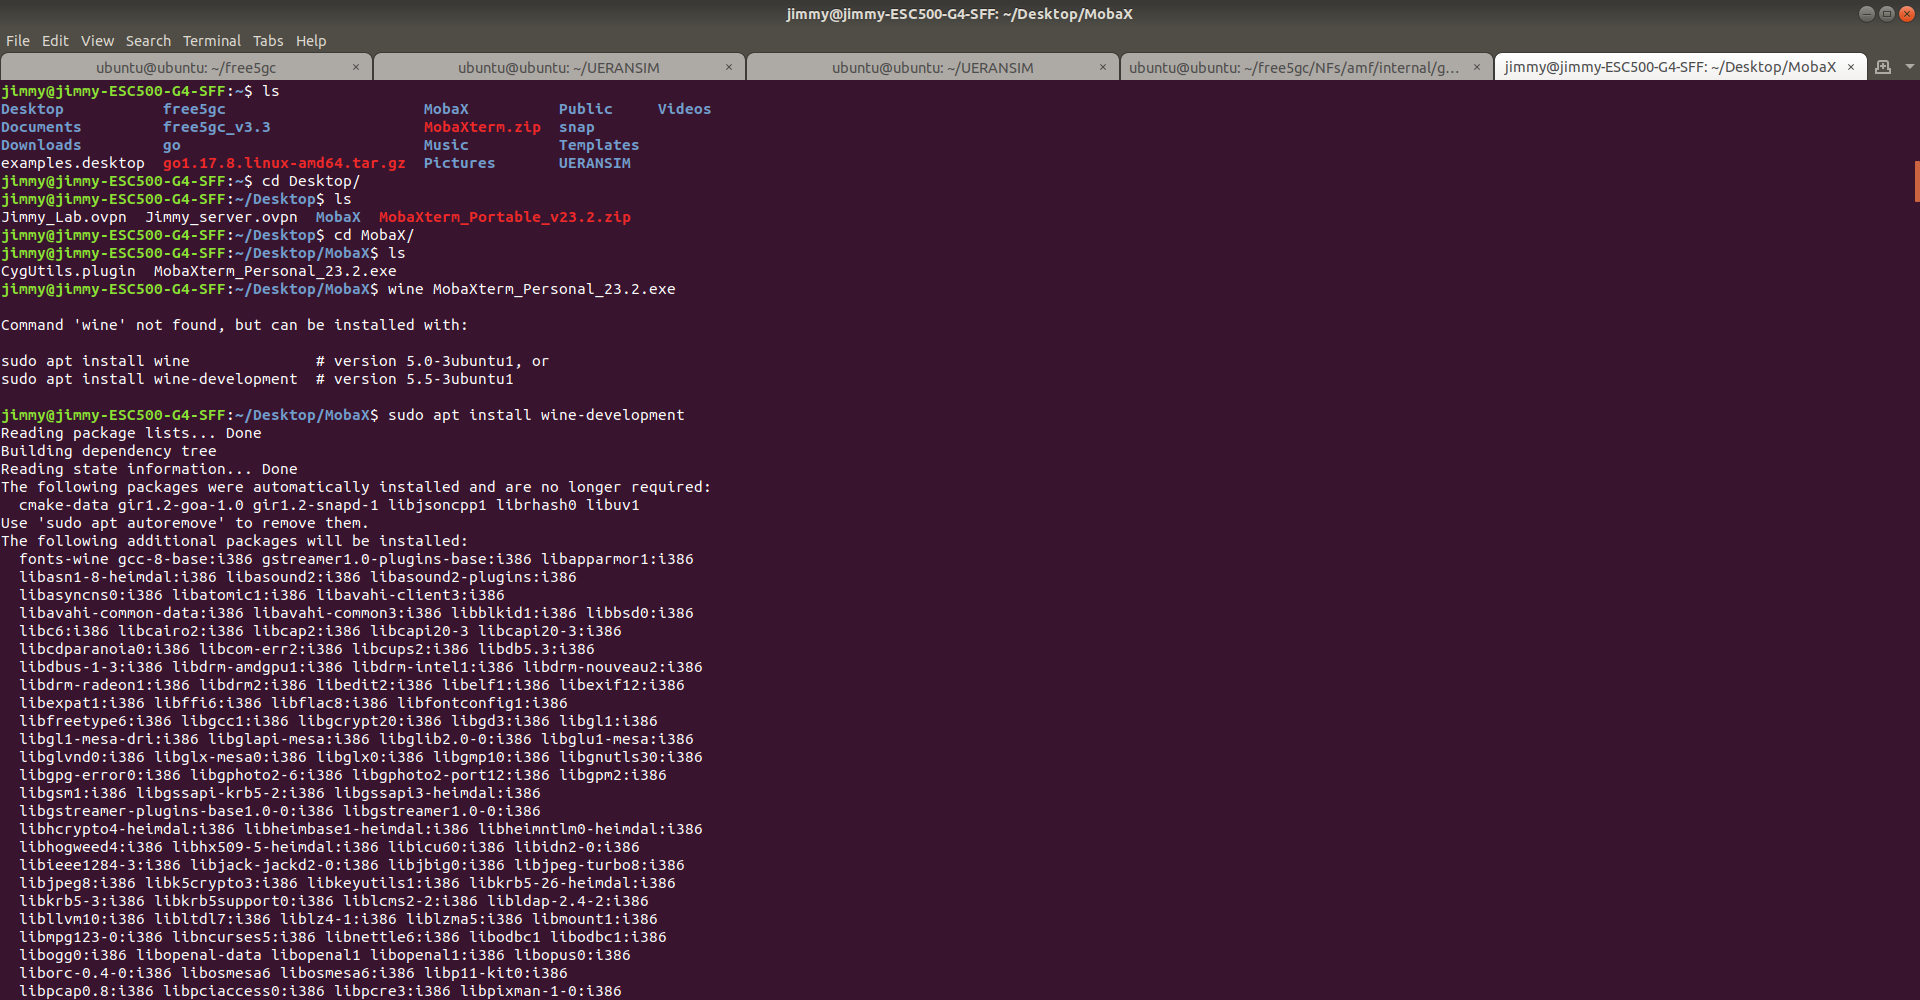 jimmy@jimmy-ESC500-G4-SFF: ~/Desktop/MobaX
File Edit View Search Terminal Tabs Help
ubuntu@ubuntu: ~/free5gc × ubuntu@ubuntu: ~/UERANSIM × ubuntu@ubuntu: ~/UERANSIM × ubuntu@ubuntu: ~/free5gc/NFs/amf/internal/g... × jimmy@jimmy-ESC500-G4-SFF: ~/Desktop/MobaX ×
jimmy@jimmy-ESC500-G4-SFF:~$ ls
Desktop free5gc MobaX Public Videos
Documents free5gc_v3.3 MobaXterm.zip snap
Downloads go Music Templates
examples.desktop go1.17.8.linux-amd64.tar.gz Pictures UERANSIM
jimmy@jimmy-ESC500-G4-SFF:~$ cd Desktop/
jimmy@jimmy-ESC500-G4-SFF:~/Desktop$ ls
Jimmy_Lab.ovpn Jimmy_server.ovpn MobaX MobaXterm_Portable_v23.2.zip
jimmy@jimmy-ESC500-G4-SFF:~/Desktop$ cd MobaX/
jimmy@jimmy-ESC500-G4-SFF:~/Desktop/MobaX$ ls
CygUtils.plugin MobaXterm_Personal_23.2.exe
jimmy@jimmy-ESC500-G4-SFF:~/Desktop/MobaX$ wine MobaXterm_Personal_23.2.exe
Command 'wine' not found, but can be installed with:
sudo apt install wine # version 5.0-3ubuntu1, or
sudo apt install wine-development # version 5.5-3ubuntu1
jimmy@jimmy-ESC500-G4-SFF:~/Desktop/MobaX$ sudo apt install wine-development
Reading package lists... Done
Building dependency tree
Reading state information... Done
The following packages were automatically installed and are no longer required:
cmake-data gir1.2-goa-1.0 gir1.2-snapd-1 libjsoncpp1 librhash0 libuv1
Use 'sudo apt autoremove' to remove them.
The following additional packages will be installed:
fonts-wine gcc-8-base:i386 gstreamer1.0-plugins-base:i386 libapparmor1:i386
libasn1-8-heimdal:i386 libasound2:i386 libasound2-plugins:i386
libasyncns0:i386 libatomic1:i386 libavahi-client3:i386
libavahi-common-data:i386 libavahi-common3:i386 libblkid1:i386 libbsd0:i386
libc6:i386 libcairo2:i386 libcap2:i386 libcapi20-3 libcapi20-3:i386
libcdparanoia0:i386 libcom-err2:i386 libcups2:i386 libdb5.3:i386
libdbus-1-3:i386 libdrm-amdgpu1:i386 libdrm-intel1:i386 libdrm-nouveau2:i386
libdrm-radeon1:i386 libdrm2:i386 libedit2:i386 libelf1:i386 libexif12:i386
libexpat1:i386 libffi6:i386 libflac8:i386 libfontconfig1:i386
libfreetype6:i386 libgcc1:i386 libgcrypt20:i386 libgd3:i386 libgl1:i386
libgl1-mesa-dri:i386 libglapi-mesa:i386 libglib2.0-0:i386 libglu1-mesa:i386
libglvnd0:i386 libglx-mesa0:i386 libglx0:i386 libgmp10:i386 libgnutls30:i386
libgpg-error0:i386 libgphoto2-6:i386 libgphoto2-port12:i386 libgpm2:i386
libgsm1:i386 libgssapi-krb5-2:i386 libgssapi3-heimdal:i386
libgstreamer-plugins-base1.0-0:i386 libgstreamer1.0-0:i386
libhcrypto4-heimdal:i386 libheimbase1-heimdal:i386 libheimntlm0-heimdal:i386
libhogweed4:i386 libhx509-5-heimdal:i386 libicu60:i386 libidn2-0:i386
libieee1284-3:i386 libjack-jackd2-0:i386 libjbig0:i386 libjpeg-turbo8:i386
libjpeg8:i386 libk5crypto3:i386 libkeyutils1:i386 libkrb5-26-heimdal:i386
libkrb5-3:i386 libkrb5support0:i386 liblcms2-2:i386 libldap-2.4-2:i386
libllvm10:i386 libltdl7:i386 liblz4-1:i386 liblzma5:i386 libmount1:i386
libmpg123-0:i386 libncurses5:i386 libnettle6:i386 libodbc1 libodbc1:i386
libogg0:i386 libopenal-data libopenal1 libopenal1:i386 libopus0:i386
liborc-0.4-0:i386 libosmesa6 libosmesa6:i386 libp11-kit0:i386
libpcap0.8:i386 libpciaccess0:i386 libpcre3:i386 libpixman-1-0:i386